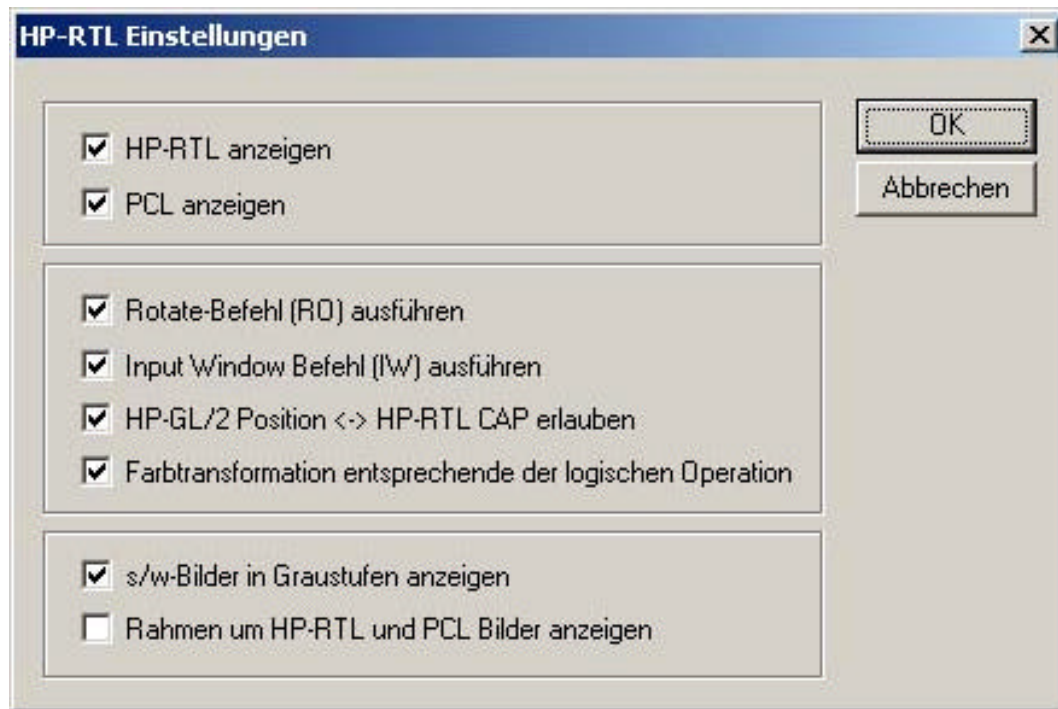 HP-RTL Einstellungen
HP-RTL anzeigen
PCL anzeigen
OK
Abbrechen
Rotate-Befehl (RO) ausführen
Input Window Befehl (IW) ausführen
HP-GL/2 Position <-> HP-RTL CAP erlauben
Farbtransformation entsprechende der logischen Operation
s/w-Bilder in Graustufen anzeigen
Rahmen um HP-RTL und PCL Bilder anzeigen